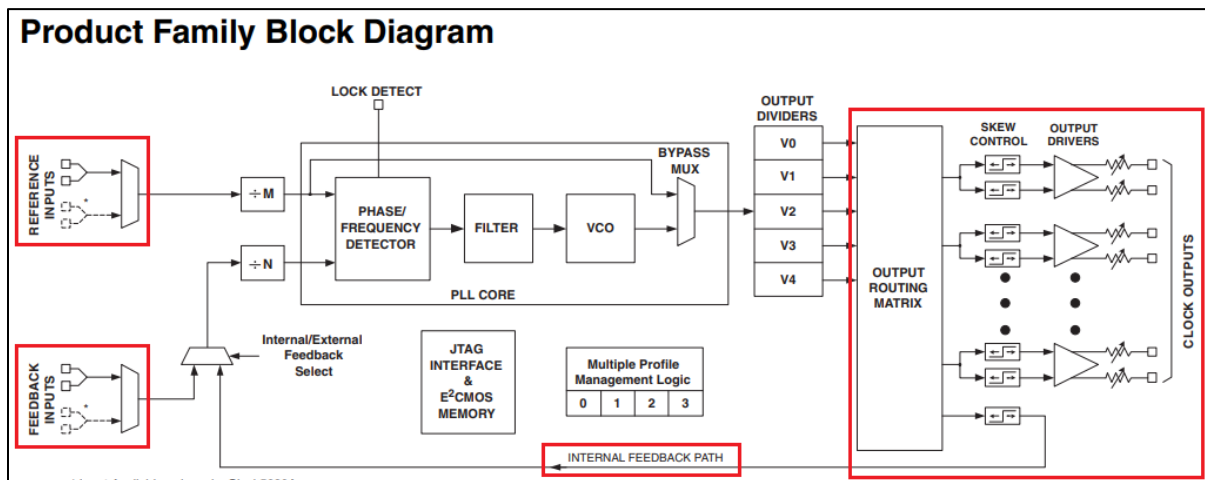 Product Family Block Diagram
LOCK DETECT
OUTPUT
DIVIDERS
SKEW
CONTROL
OUTPUT
DRIVERS
BYPASS
MUX
V0
V1
V2
V3
V4
REFERENCE
INPUTS
*
÷ M
PHASE/
FREQUENCY
DETECTOR
FILTER
VCO
÷ N
PLL CORE
OUTPUT
ROUTING
MATRIX
CLOCK OUTPUTS
Internal/External
Feedback
Select
FEEDBACK
INPUTS
*
JTAG
INTERFACE
&
E²CMOS
MEMORY
Multiple Profile
Management Logic
0 1 2 3
INTERNAL FEEDBACK PATH